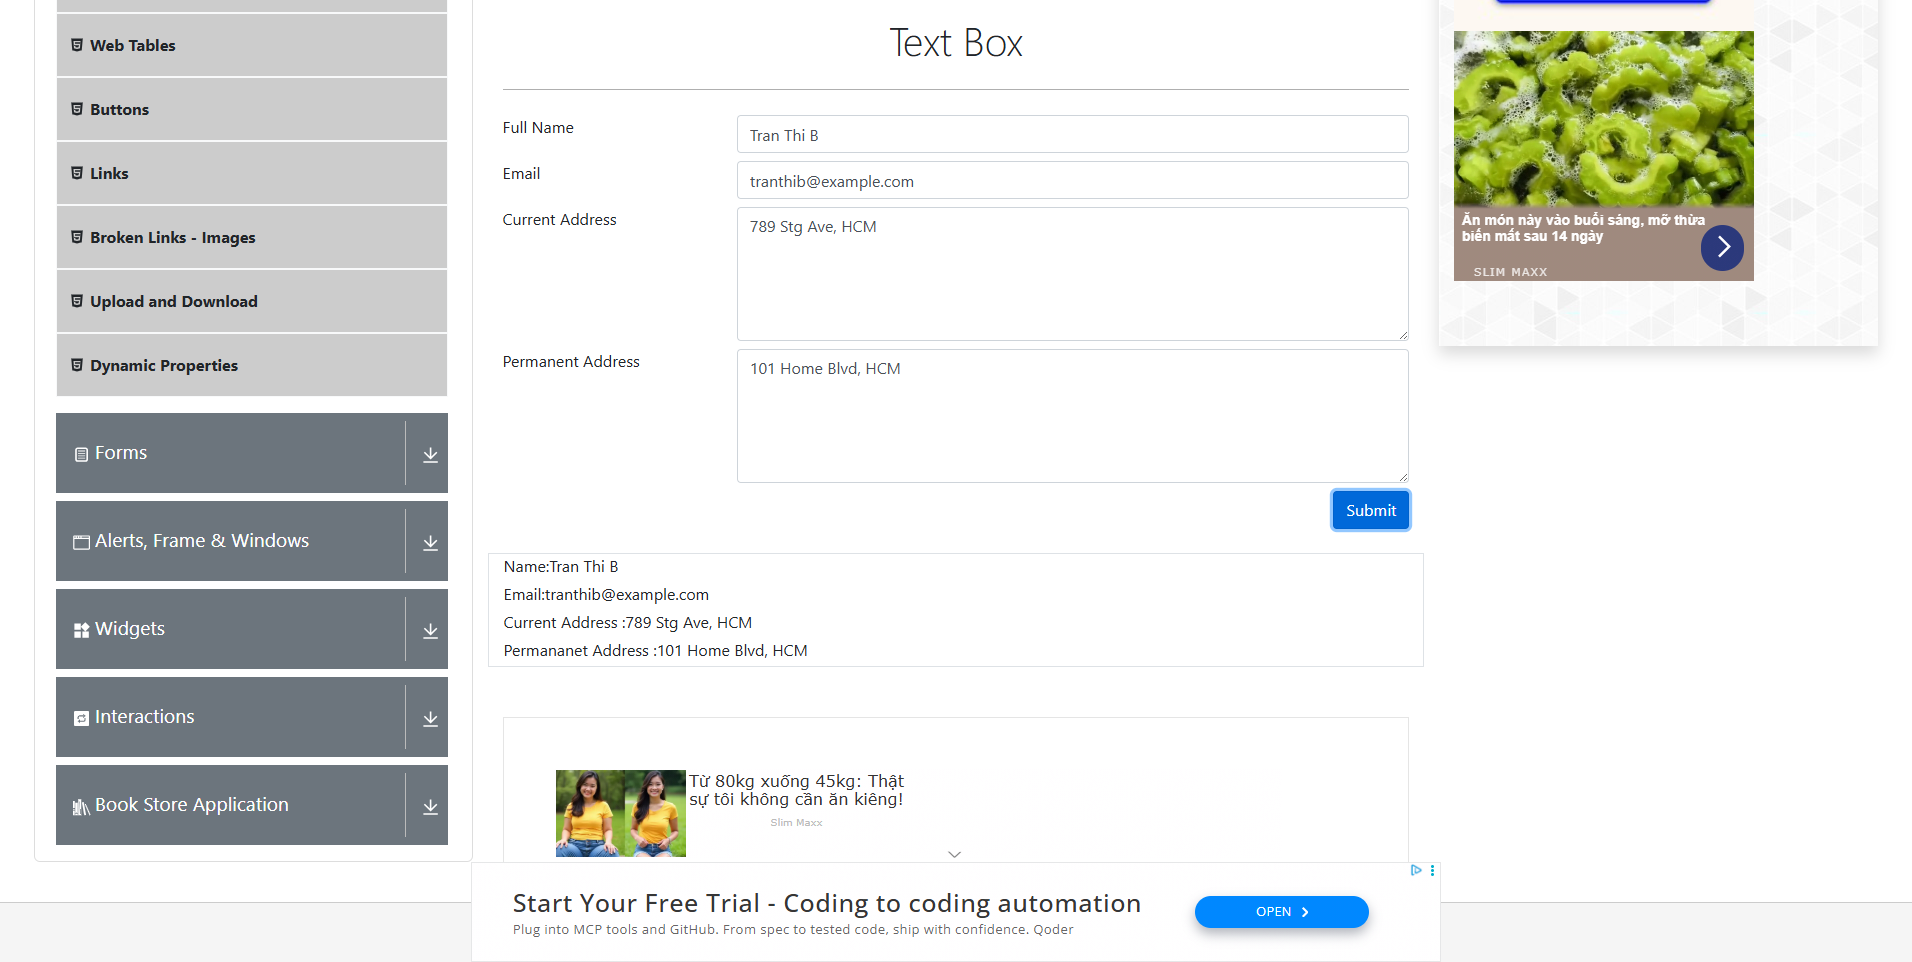 Web Tables
Buttons
Links
Broken Links - Images
Upload and Download
Dynamic Properties
Forms
Alerts, Frame & Windows
Widgets
Interactions
Book Store Application
Text Box
Full Name
Tran Thi B
Email
tranthib@example.com
Current Address
789 Stg Ave, HCM
Permanent Address
101 Home Blvd, HCM
Submit
Name:Tran Thi B
Email:tranthib@example.com
Current Address :789 Stg Ave, HCM
Permananet Address :101 Home Blvd, HCM
Từ 80kg xuống 45kg: Thật
sự tôi không cần ăn kiêng!
Slim Maxx
Start Your Free Trial - Coding to coding automation
Plug into MCP tools and GitHub. From spec to tested code, ship with confidence. Qoder
OPEN
Ăn món này vào buổi sáng, mỡ thừa
biến mất sau 14 ngày
SLIM MAXX